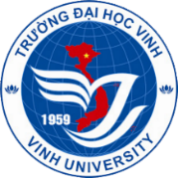 TRƯỜNG ĐẠI HỌC VINH
1959
VINH UNIVERSITY